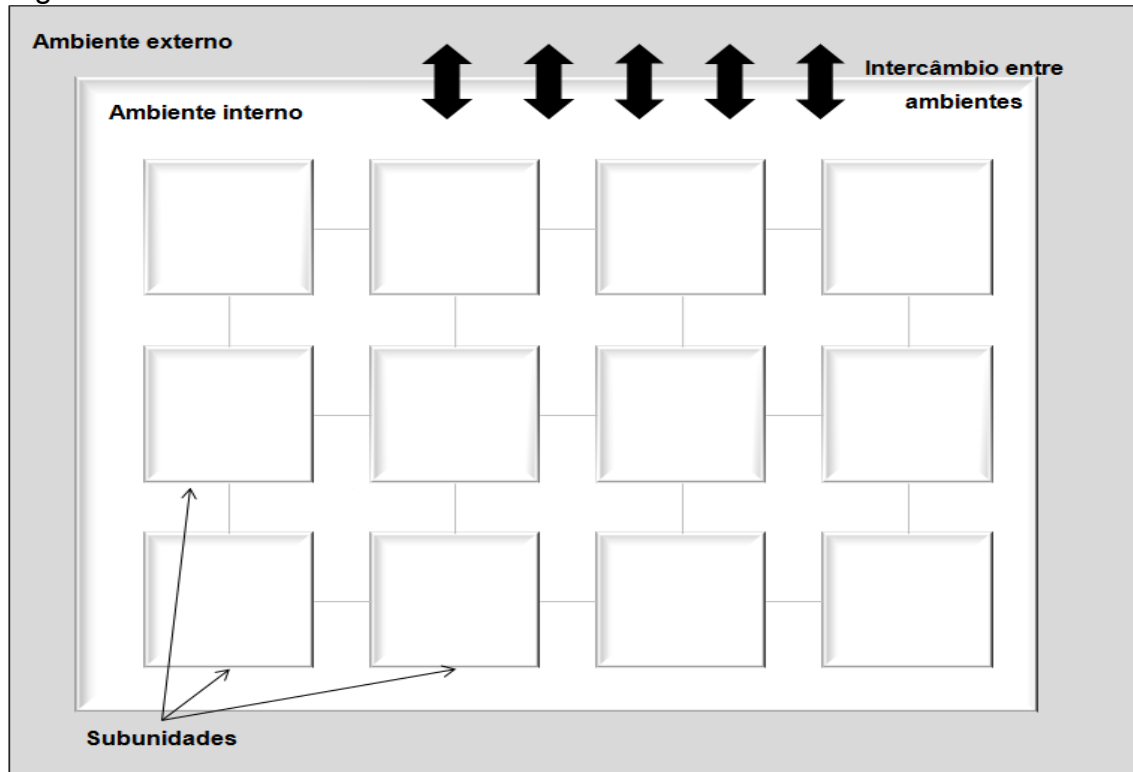 Ambiente externo
Intercâmbio entre
ambientes
Ambiente interno
Subunidades